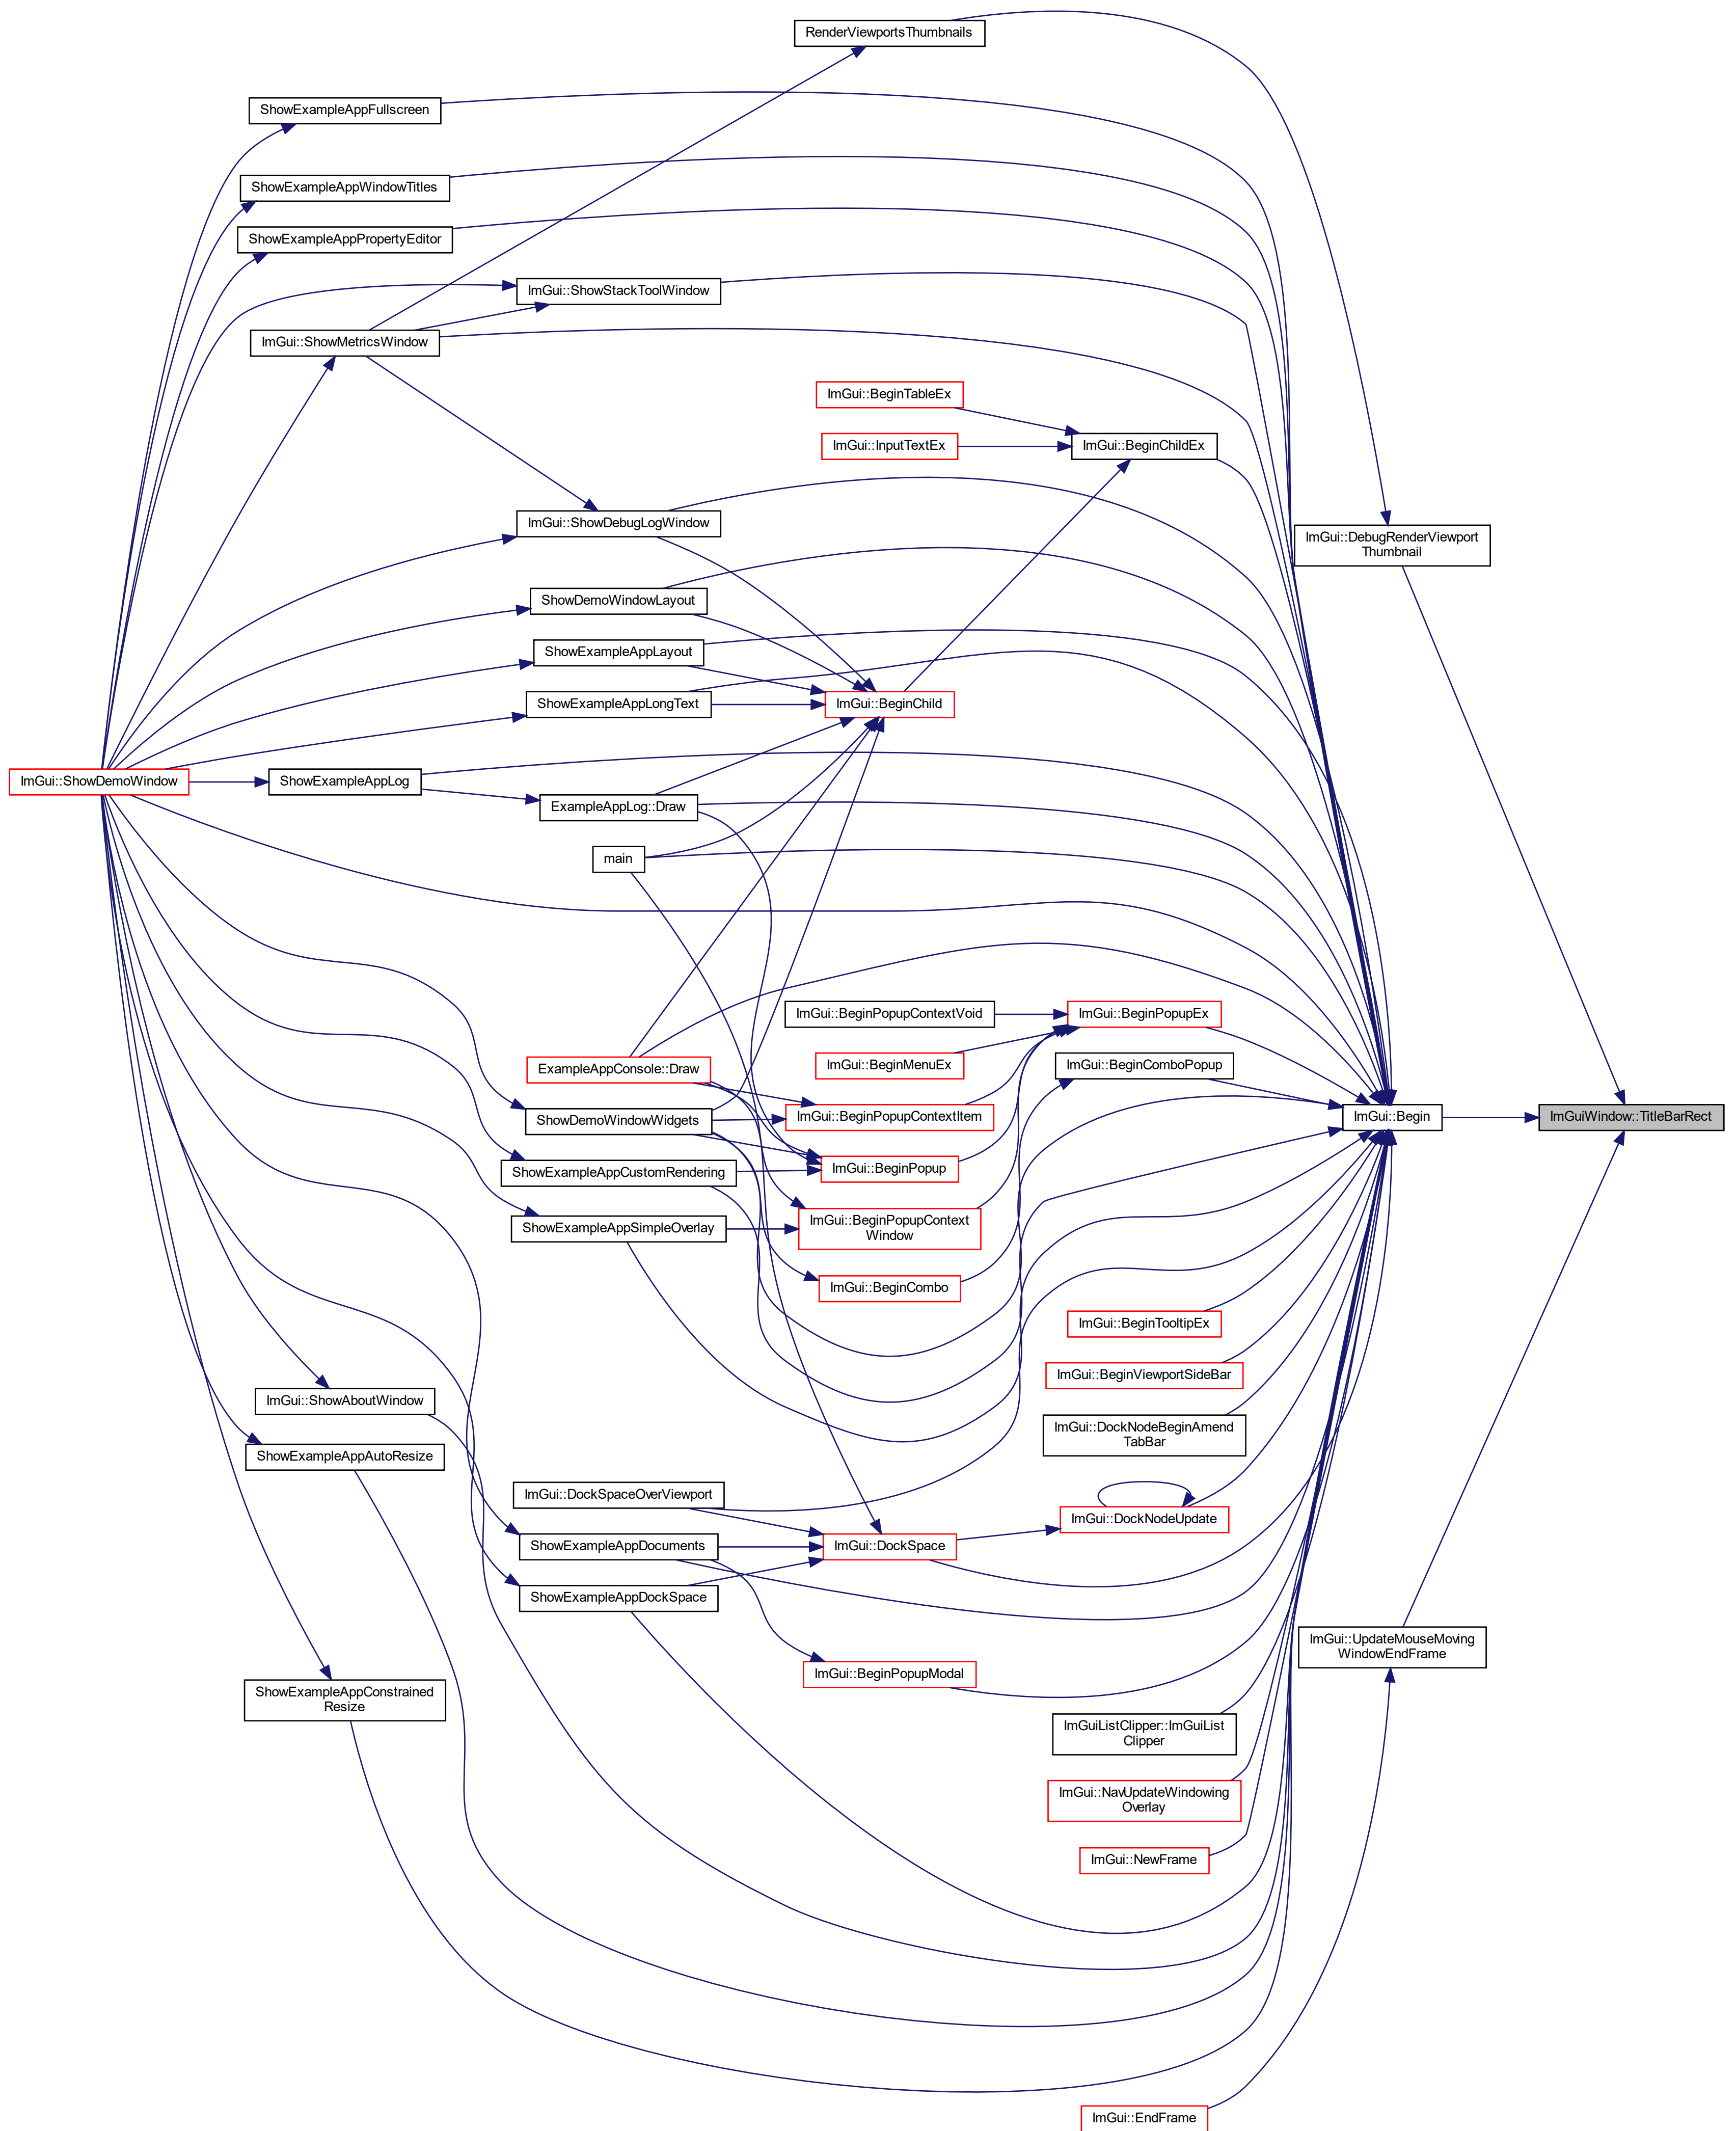 RenderViewportsThumbnails
ShowExampleAppFullscreen
ShowExampleAppWindowTitles
ShowExampleAppPropertyEditor
ImGui::ShowStackToolWindow
ImGui::ShowMetricsWindow
ImGui::BeginTableEx
ImGui::InputTextEx
ImGui::BeginChildEx
ImGui::ShowDebugLogWindow
ImGui::DebugRenderViewport
Thumbnail
ShowDemoWindowLayout
ShowExampleAppLayout
ShowExampleAppLongText
ImGui::BeginChild
ImGui::ShowDemoWindow
ShowExampleAppLog
ExampleAppLog::Draw
main
ImGui::BeginPopupContextVoid
ImGui::BeginPopupEx
ExampleAppConsole::Draw
ImGui::BeginMenuEx
ImGui::BeginComboPopup
ShowDemoWindowWidgets
ImGui::BeginPopupContextItem
ImGui::Begin
ImGuiWindow::TitleBarRect
ShowExampleAppCustomRendering
ImGui::BeginPopup
ShowExampleAppSimpleOverlay
ImGui::BeginPopupContext
Window
ImGui::BeginCombo
ImGui::BeginTooltipEx
ImGui::BeginViewportSideBar
ImGui::ShowAboutWindow
ImGui::DockNodeBeginAmend
TabBar
ShowExampleAppAutoResize
ImGui::DockSpaceOverViewport
ImGui::DockNodeUpdate
ShowExampleAppDocuments
ImGui::DockSpace
ShowExampleAppDockSpace
ImGui::UpdateMouseMoving
WindowEndFrame
ImGui::BeginPopupModal
ShowExampleAppConstrained
Resize
ImGuiListClipper::ImGuiList
Clipper
ImGui::NavUpdateWindowing
Overlay
ImGui::NewFrame
ImGui::EndFrame